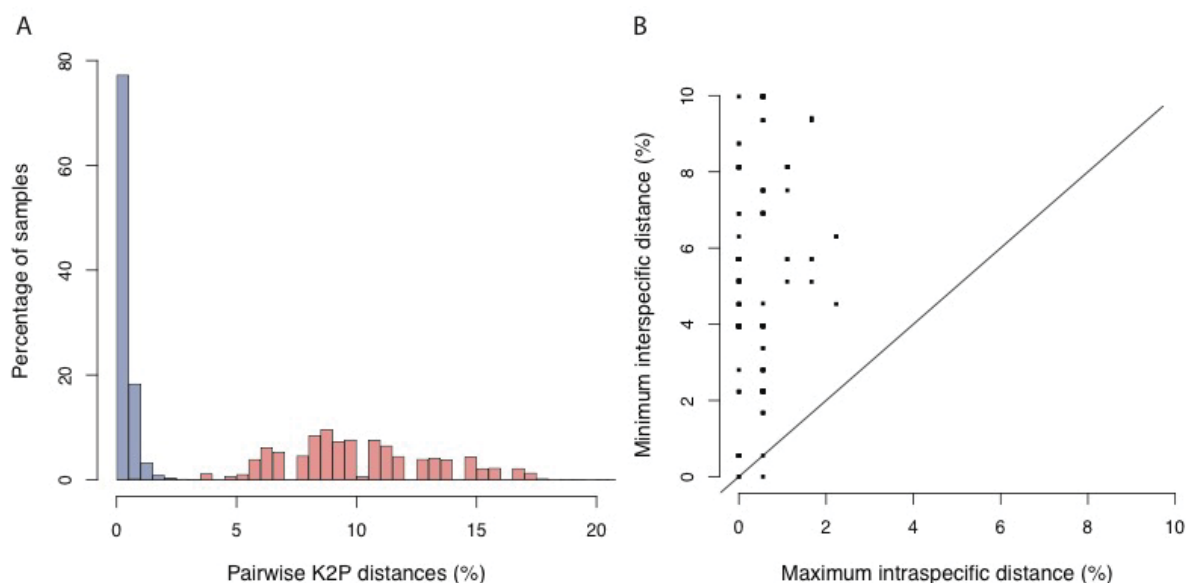 A
80
60
40
20
0
Percentage of samples
0 5 10 15 20
Pairwise K2P distances (%)
B
10
8
6
4
2
0
Minimum interspecific distance (%)
0 2 4 6 8 10
Maximum intraspecific distance (%)